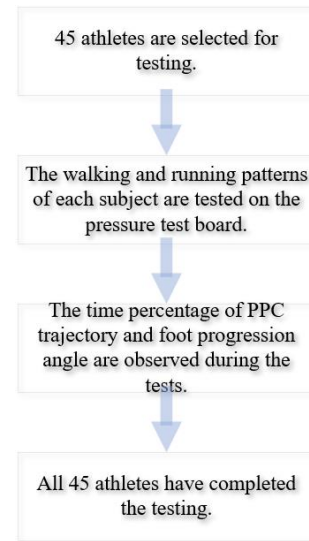 45 athletes are selected for
testing.
The walking and running patterns
of each subject are tested on the
pressure test board.
The time percentage of PPC
trajectory and foot progression
angle are observed during the
tests.
All 45 athletes have completed
the testing.